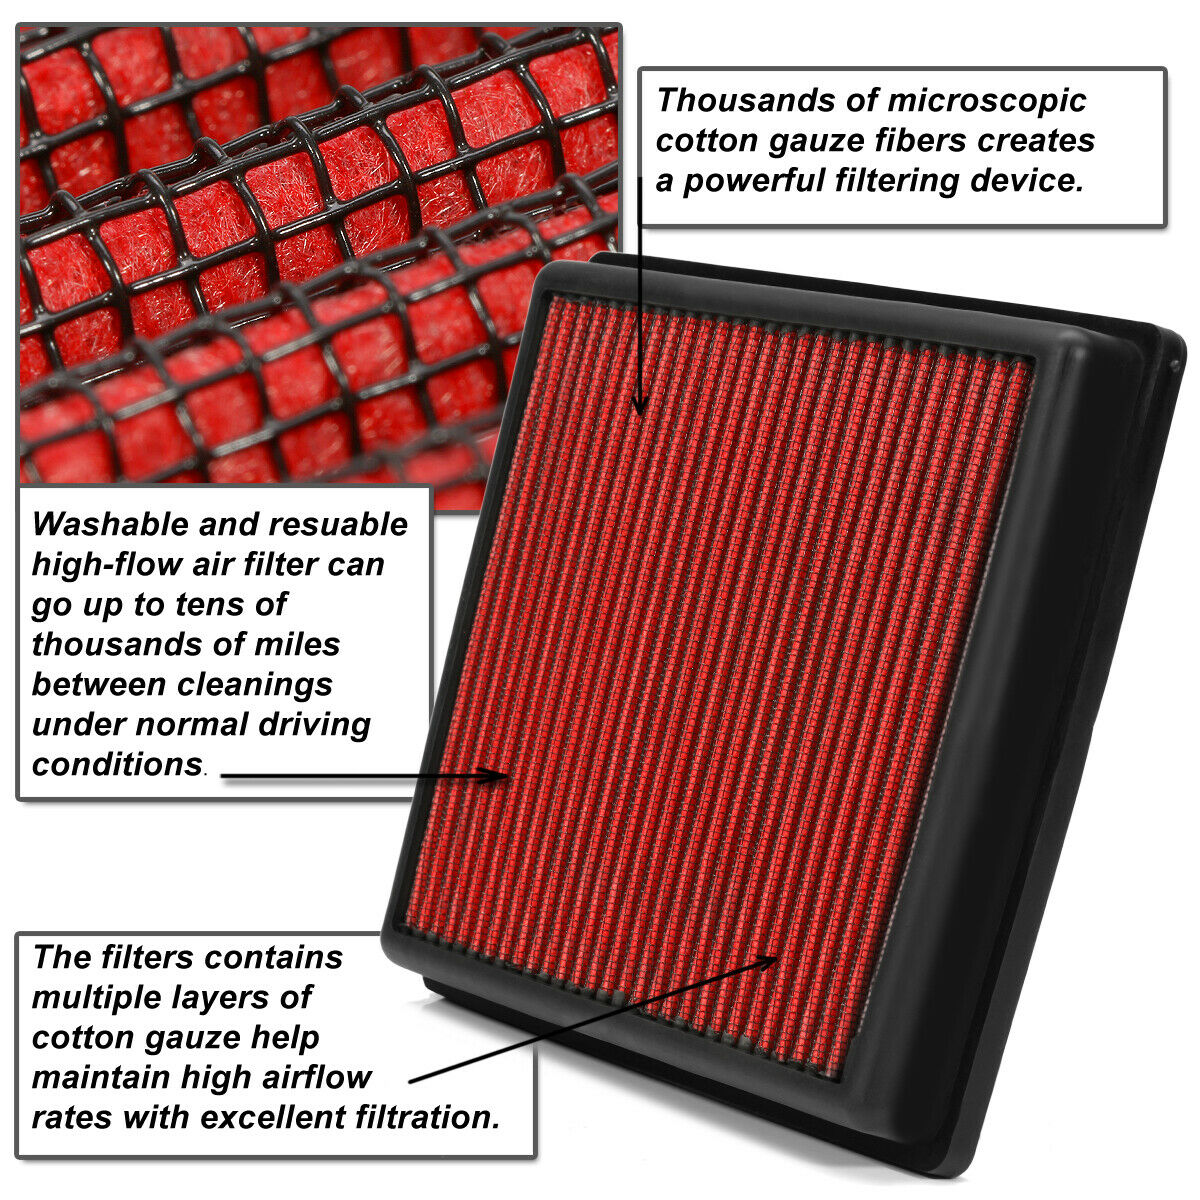 Thousands of microscopic
cotton gauze fibers creates
a powerful filtering device.
Washable and resuable
high-flow air filter can
go up to tens of
thousands of miles
between cleanings
under normal driving
conditions.
The filters contains
multiple layers of
cotton gauze help
maintain high airflow
rates with excellent filtration.